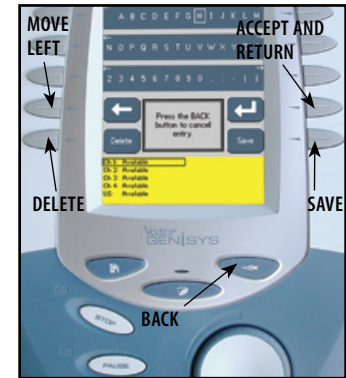 MOVE
LEFT
ACCEPT AND
RETURN
A B C D E F G H I J K L M
N O P Q R S T U V W X Y Z
2 3 4 5 6 7 8 9 0 . : - ( )
Press the BACK
button to cancel
entry.
Delete
Save
Ch 1: Available
Ch 2: Available
Ch 3: Available
Ch 4: Available
US: Available
DELETE
SAVE
Vectra
GENiSYS
BACK
STOP
PAUSE